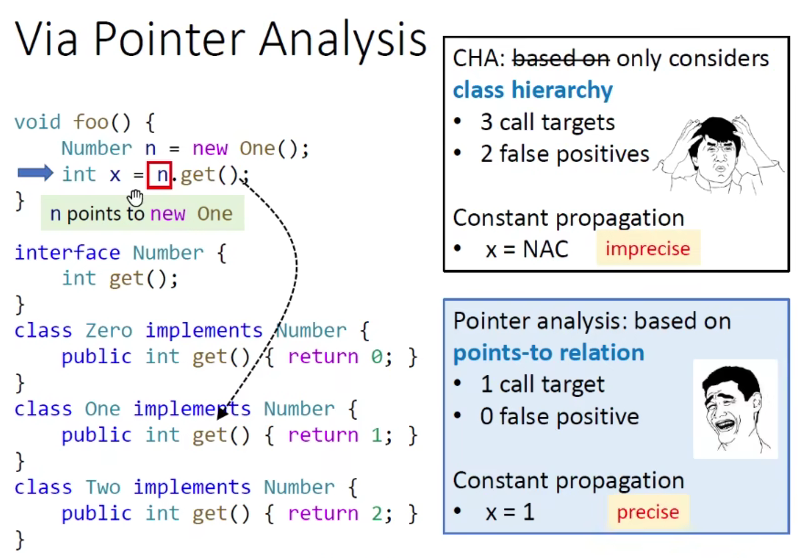 Via Pointer Analysis
void foo() {
Number n = new One();
int x = n.get();
}
n points to new One
interface Number {
int get();
}
class Zero implements Number {
public int get() { return 0; }
}
class One implements Number {
public int get() { return 1; }
}
class Two implements Number {
public int get() { return 2; }
}
CHA: based on only considers
class hierarchy
• 3 call targets
• 2 false positives
Constant propagation
• x = NAC imprecise
Pointer analysis: based on
points-to relation
• 1 call target
• 0 false positive
Constant propagation
• x = 1 precise